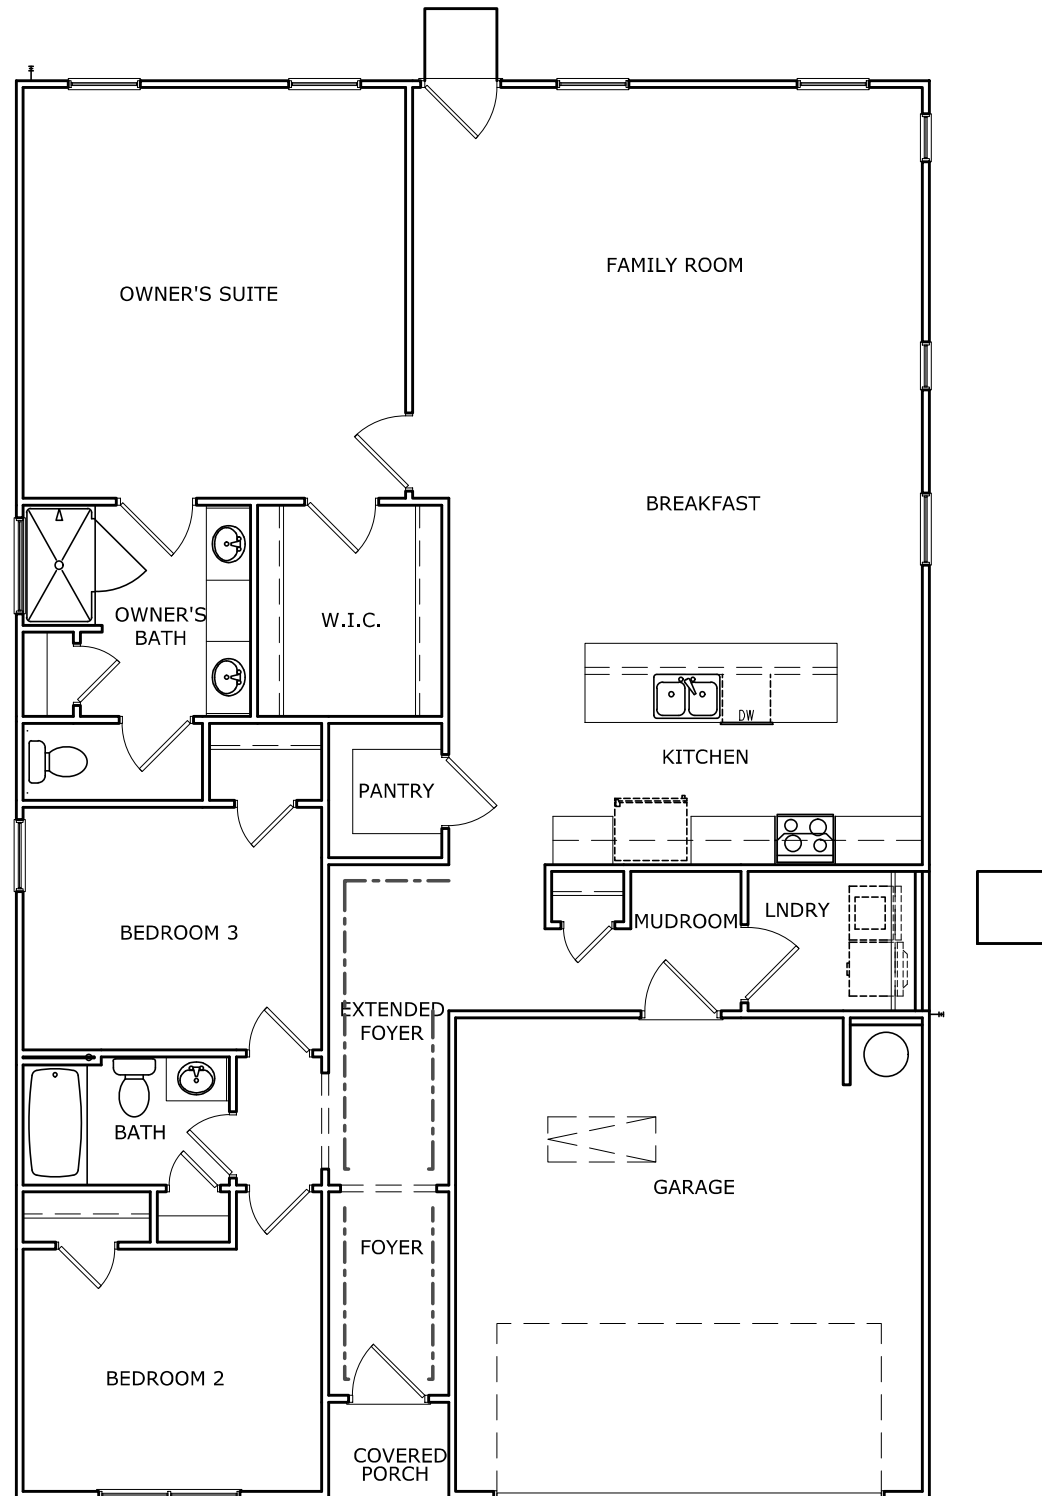 FAMILY ROOM
OWNER'S SUITE
BREAKFAST
OWNER'S
BATH
W.I.C.
DW
KITCHEN
PANTRY
BEDROOM 3
MUDROOM
LNDRY
EXTENDED
FOYER
BATH
GARAGE
FOYER
BEDROOM 2
COVERED
PORCH